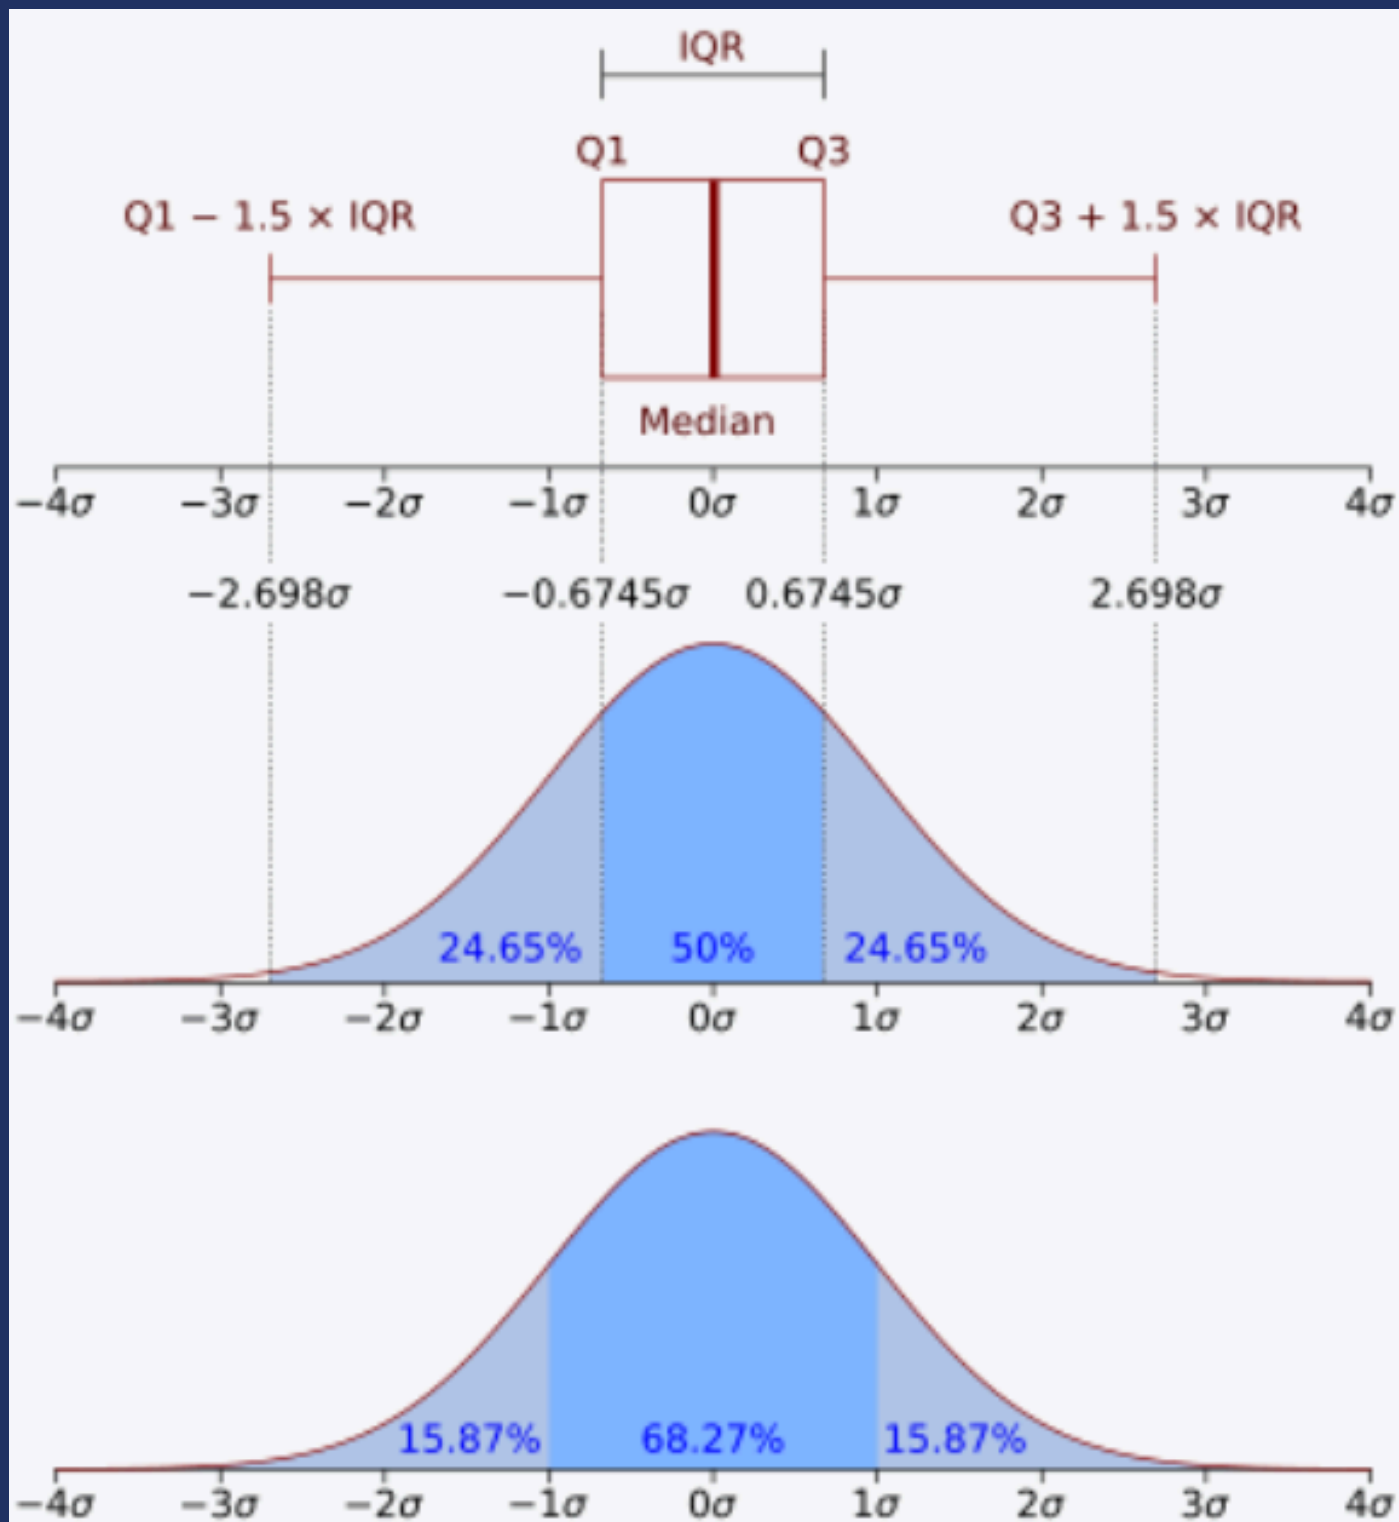 IQR
Q1 Q3
Q1 − 1.5 × IQR Q3 + 1.5 × IQR
Median
−4σ −3σ −2σ −1σ 0σ 1σ 2σ 3σ 4σ
−2.698σ −0.6745σ 0.6745σ 2.698σ
24.65% 50% 24.65%
−4σ −3σ −2σ −1σ 0σ 1σ 2σ 3σ 4σ
15.87% 68.27% 15.87%
−4σ −3σ −2σ −1σ 0σ 1σ 2σ 3σ 4σ